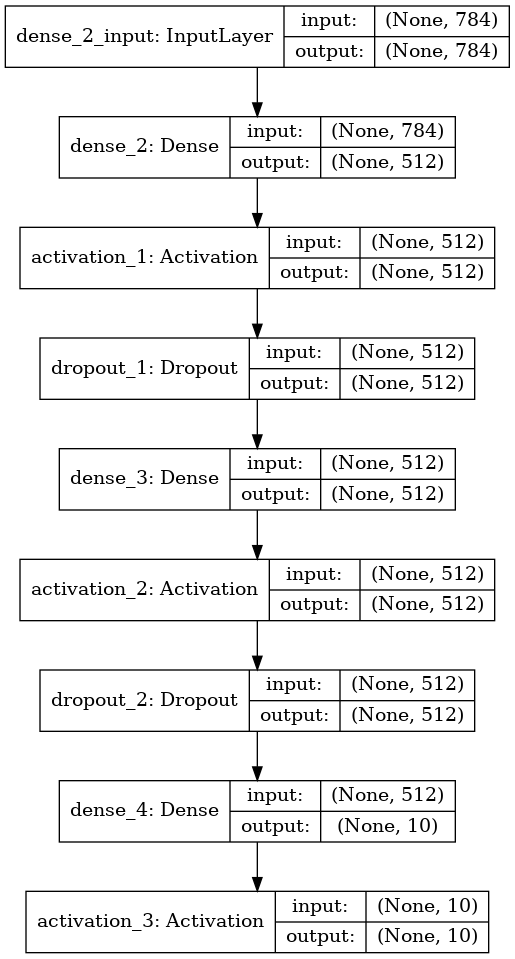 dense_2_input: InputLayer
input: (None, 784)
output: (None, 784)
dense_2: Dense
input: (None, 784)
output: (None, 512)
activation_1: Activation
input: (None, 512)
output: (None, 512)
dropout_1: Dropout
input: (None, 512)
output: (None, 512)
dense_3: Dense
input: (None, 512)
output: (None, 512)
activation_2: Activation
input: (None, 512)
output: (None, 512)
dropout_2: Dropout
input: (None, 512)
output: (None, 512)
dense_4: Dense
input: (None, 512)
output: (None, 10)
activation_3: Activation
input: (None, 10)
output: (None, 10)